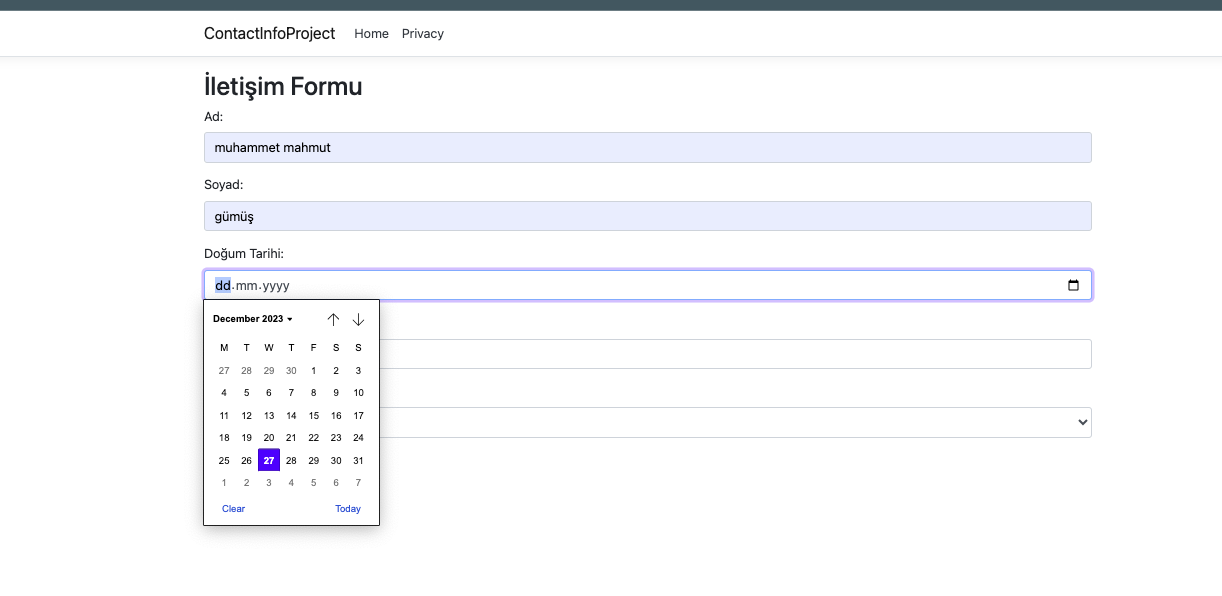 ContactInfoProject Home Privacy
İletişim Formu
Ad:
muhammet mahmut
Soyad:
gümüş
Doğum Tarihi:
dd.mm.yyyy
December 2023
M T W T F S S
27 28 29 30 1 2 3
4 5 6 7 8 9 10
11 12 13 14 15 16 17
18 19 20 21 22 23 24
25 26 27 28 29 30 31
1 2 3 4 5 6 7
Clear Today